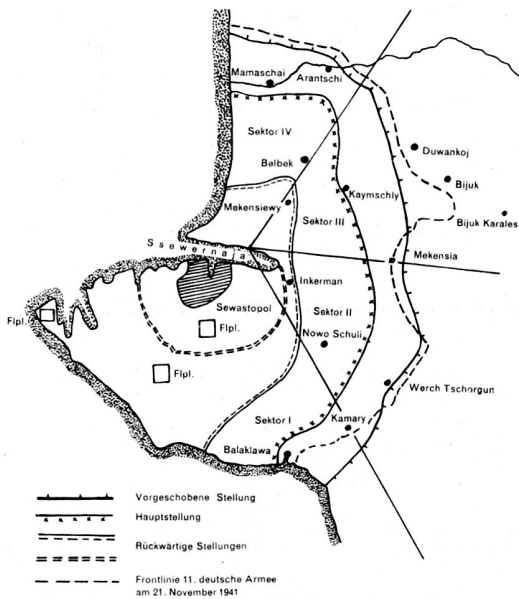 Mamaschai
Arantschi
Sektor IV
Belbek
Duwankoj
Bijuk
Kaymschly
Mekensiewy
Sektor III
Bijuk Karales
Ssewernaja
Mekensia
Inkerman
Sewastopol
Sektor II
Flpl.
Flpl.
Nowo Schuli
Flpl.
Werch Tschorgun
Sektor I
Kamary
Balaklawa
Vorgeschobene Stellung
Hauptstellung
Rückwärtige Stellungen
Frontlinie 11. deutsche Armee
am 21. November 1941